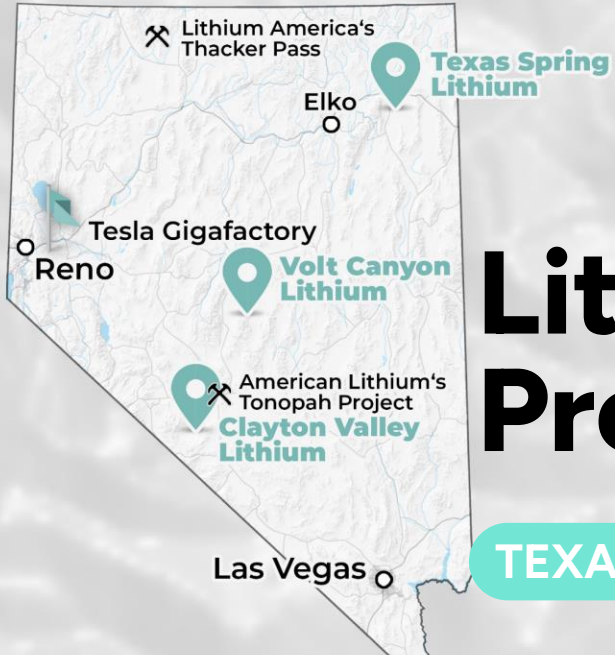 Lithium America's
Thacker Pass
Texas Spring
Lithium
Elko
Tesla Gigafactory
Reno
Volt Canyon
Lithium
American Lithium's
Tonopah Project
Clayton Valley
Lithium
Las Vegas